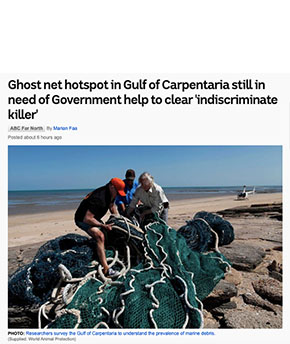 Ghost net hotspot in Gulf of Carpentaria still in
need of Government help to clear 'indiscriminate
killer'
ABC Far North By Marian Faa
Posted about 6 hours ago
PHOTO: Researchers survey the Gulf of Carpentaria to understand the prevalence of marine debris.
(Supplied: World Animal Protection)